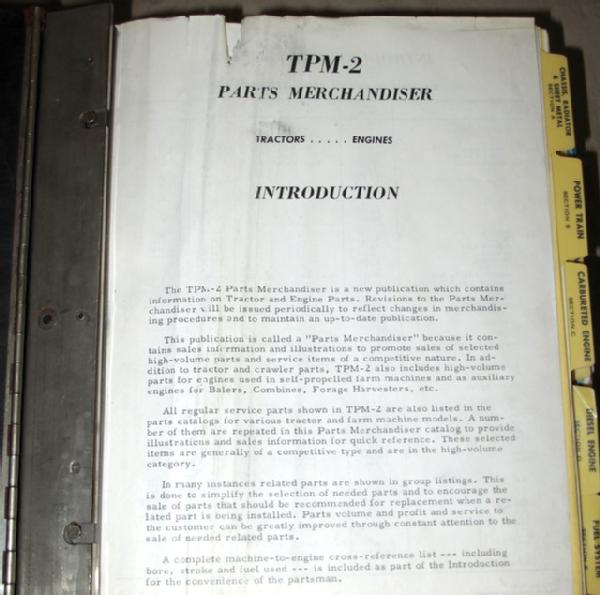 TPM-2
PARTS MERCHANDISER
TRACTORS . . . . . ENGINES
INTRODUCTION
The TPM-2 Parts Merchandiser is a new publication which contains
information on Tractor and Engine Parts. Revisions to the Parts Mer-
chandiser will be issued periodically to reflect changes in merchandis-
ing procedures and to maintain an up-to-date publication.
This publication is called a "Parts Merchandiser" because it con-
tains sales information and illustrations to promote sales of selected
high-volume parts and service items of a competitive nature. In ad-
dition to tractor and crawler parts, TPM-2 also includes high-volume
parts for engines used in self-propelled farm machines and as auxiliary
engines for Balers, Combines, Forage Harvesters, etc.
All regular service parts shown in TPM-2 are also listed in the
parts catalogs for various tractor and farm machine models. A num-
ber of them are repeated in this Parts Merchandiser catalog to provide
illustrations and sales information for quick reference. These selected
items are generally of a competitive type and are in the high-volume
category.
In many instances related parts are shown in group listings. This
is done to simplify the selection of needed parts and to encourage the
sale of parts that should be recommended for replacement when a re-
lated part is being installed. Parts volume and profit and service to
the customer can be greatly improved through constant attention to the
sale of needed related parts.
A complete machine-to-engine cross-reference list --- including
bore, stroke and fuel used --- is included as part of the Introduction
for the convenience of the partsman.
CHASSIS, RADIATOR
& SHEET METAL
SECTION A
POWER TRAIN
SECTION B
CARBURETED ENGINE
SECTION C
DIESEL ENGINE
SECTION D
FUEL SYSTEM